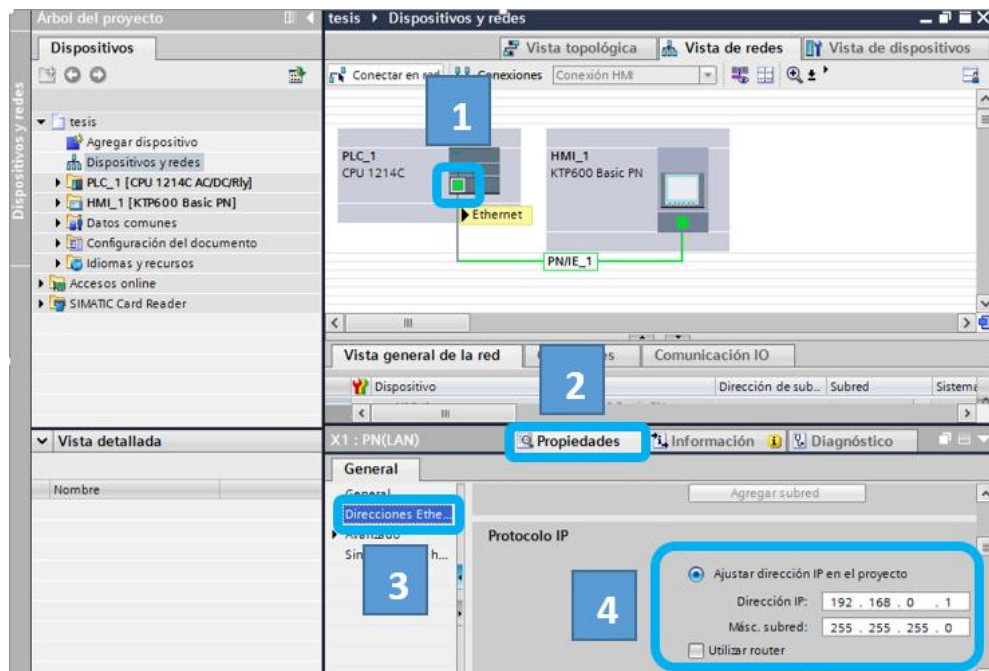 Árbol del proyecto
tesis ▸ Dispositivos y redes
Dispositivos
Vista topológica
Vista de redes
Vista de dispositivos
Conectar en red
Conexiones
Conexión HMI
Dispositivos y redes
tesis
Agregar dispositivo
Dispositivos y redes
PLC_1 [CPU 1214C AC/DC/Rly]
HMI_1 [KTP600 Basic PN]
Datos comunes
Configuración del documento
Idiomas y recursos
Accesos online
SIMATIC Card Reader
1
PLC_1
CPU 1214C
HMI_1
KTP600 Basic PN
Ethernet
PN/IE_1
Vista general de la red
Comunicación IO
2
Dispositivo
Dirección de sub..
Subred
Sistema
Vista detallada
Nombre
X1 : PN(LAN)
Propiedades
Información
Diagnóstico
General
General
Direcciones Ethe...
Avanzado
Sin
h...
3
Agregar subred
Protocolo IP
4
Ajustar dirección IP en el proyecto
Dirección IP: 192 . 168 . 0 . 1
Másc. subred: 255 . 255 . 255 . 0
Utilizar router